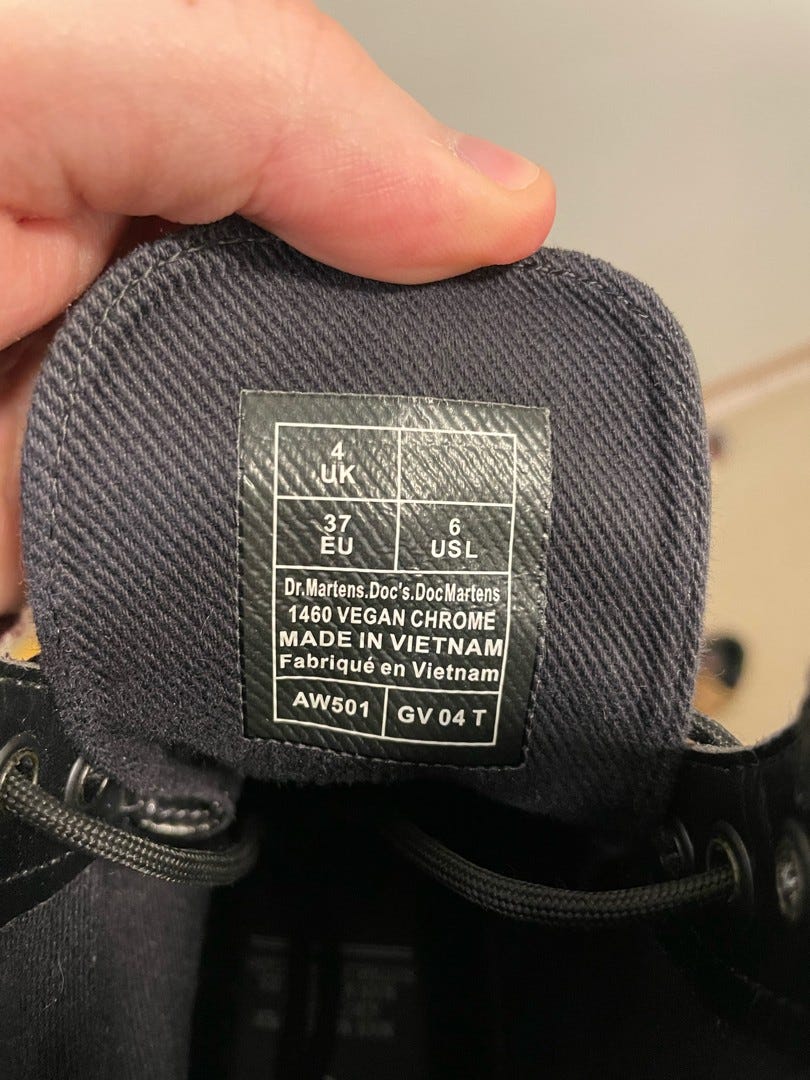 4
UK
37
EU
6
USL
Dr.Martens.Doc's.DocMartens
1460 VEGAN CHROME
MADE IN VIETNAM
Fabriqué en Vietnam
AW501
GV 04 T